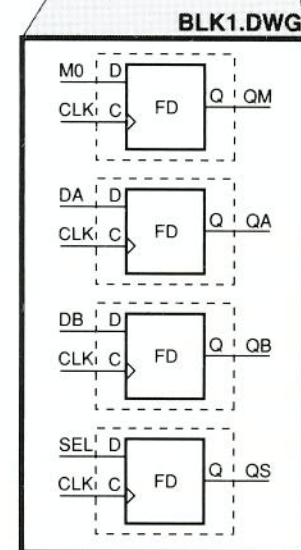 BLK1.DWG
M0 D
Q QM
CLK C FD
DA D
Q QA
CLK C FD
DB D
Q QB
CLK C FD
SEL D
Q QS
CLK C FD